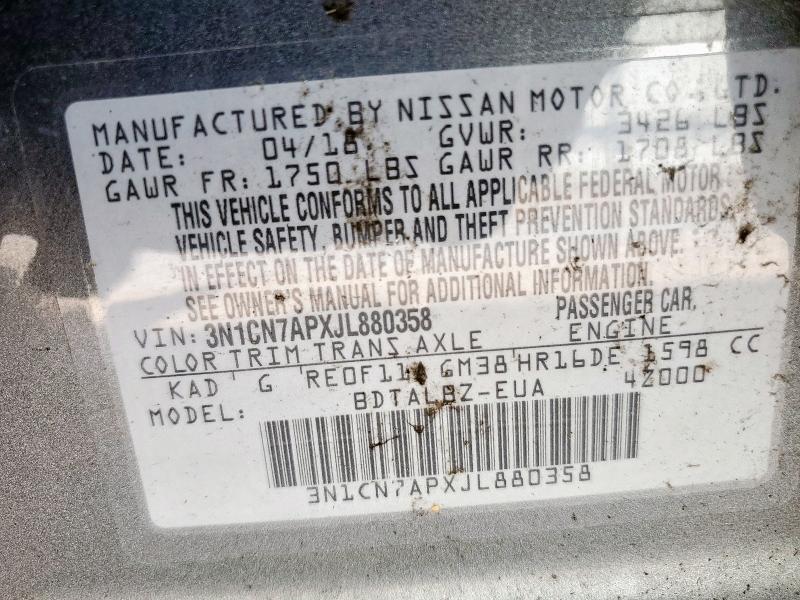 MANUFACTURED BY NISSAN MOTOR CO.,LTD.
DATE: 04/18 GVWR: 3426 LBS
GAWR FR: 1750 LBS GAWR RR: 1708 LBS
THIS VEHICLE CONFORMS TO ALL APPLICABLE FEDERAL MOTOR
VEHICLE SAFETY, BUMPER AND THEFT PREVENTION STANDARDS
IN EFFECT ON THE DATE OF MANUFACTURE SHOWN ABOVE.
SEE OWNER'S MANUAL FOR ADDITIONAL INFORMATION.
VIN: 3N1CN7APXJL880358 PASSENGER CAR,
COLOR TRIM TRANS AXLE ENGINE
KAD G GM38 HR16DE 1598 CC
MODEL: BDTALBZ-EUA 42000
3N1CN7APXJL880358